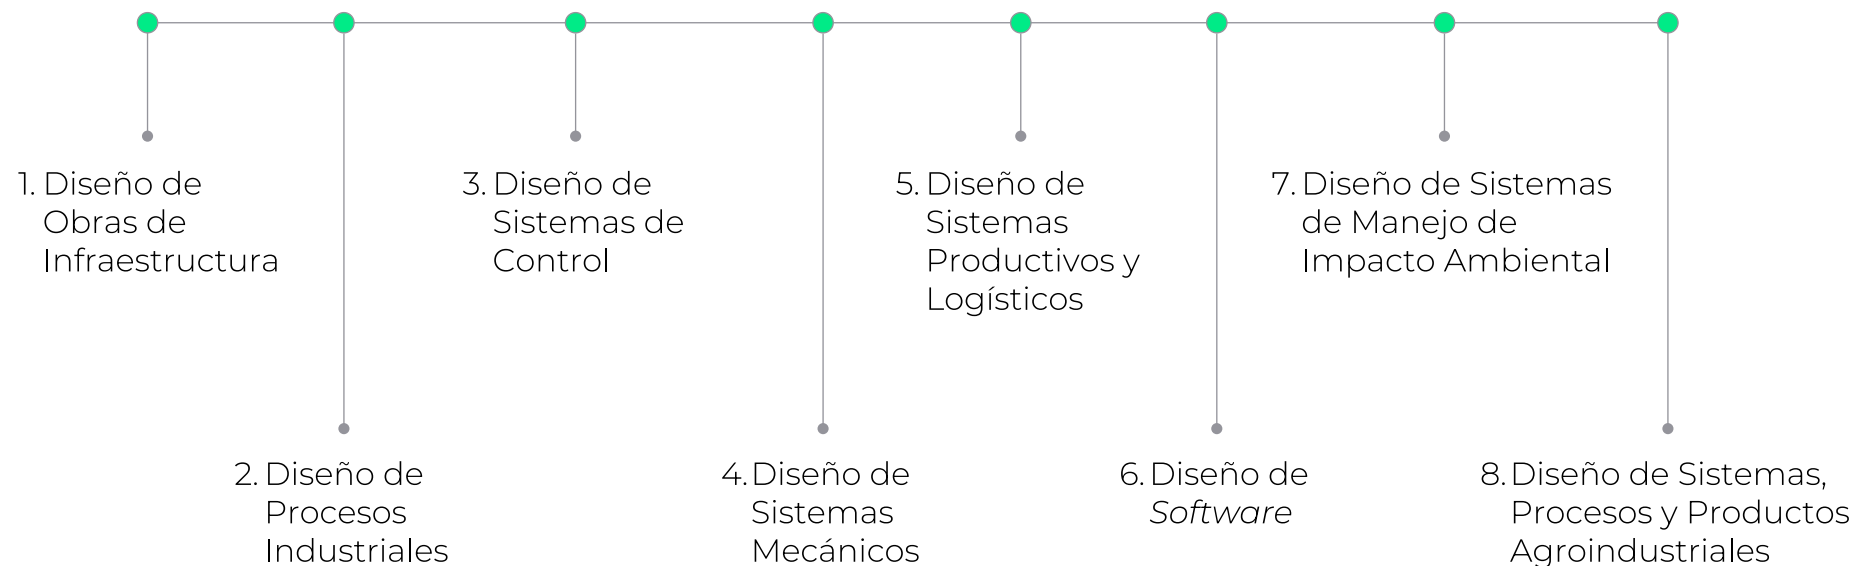 1. Diseño de
Obras de
Infraestructura
2. Diseño de
Procesos
Industriales
3. Diseño de
Sistemas de
Control
4. Diseño de
Sistemas
Mecánicos
5. Diseño de
Sistemas
Productivos y
Logísticos
6. Diseño de
Software
7. Diseño de Sistemas
de Manejo de
Impacto Ambiental
8. Diseño de Sistemas,
Procesos y Productos
Agroindustriales